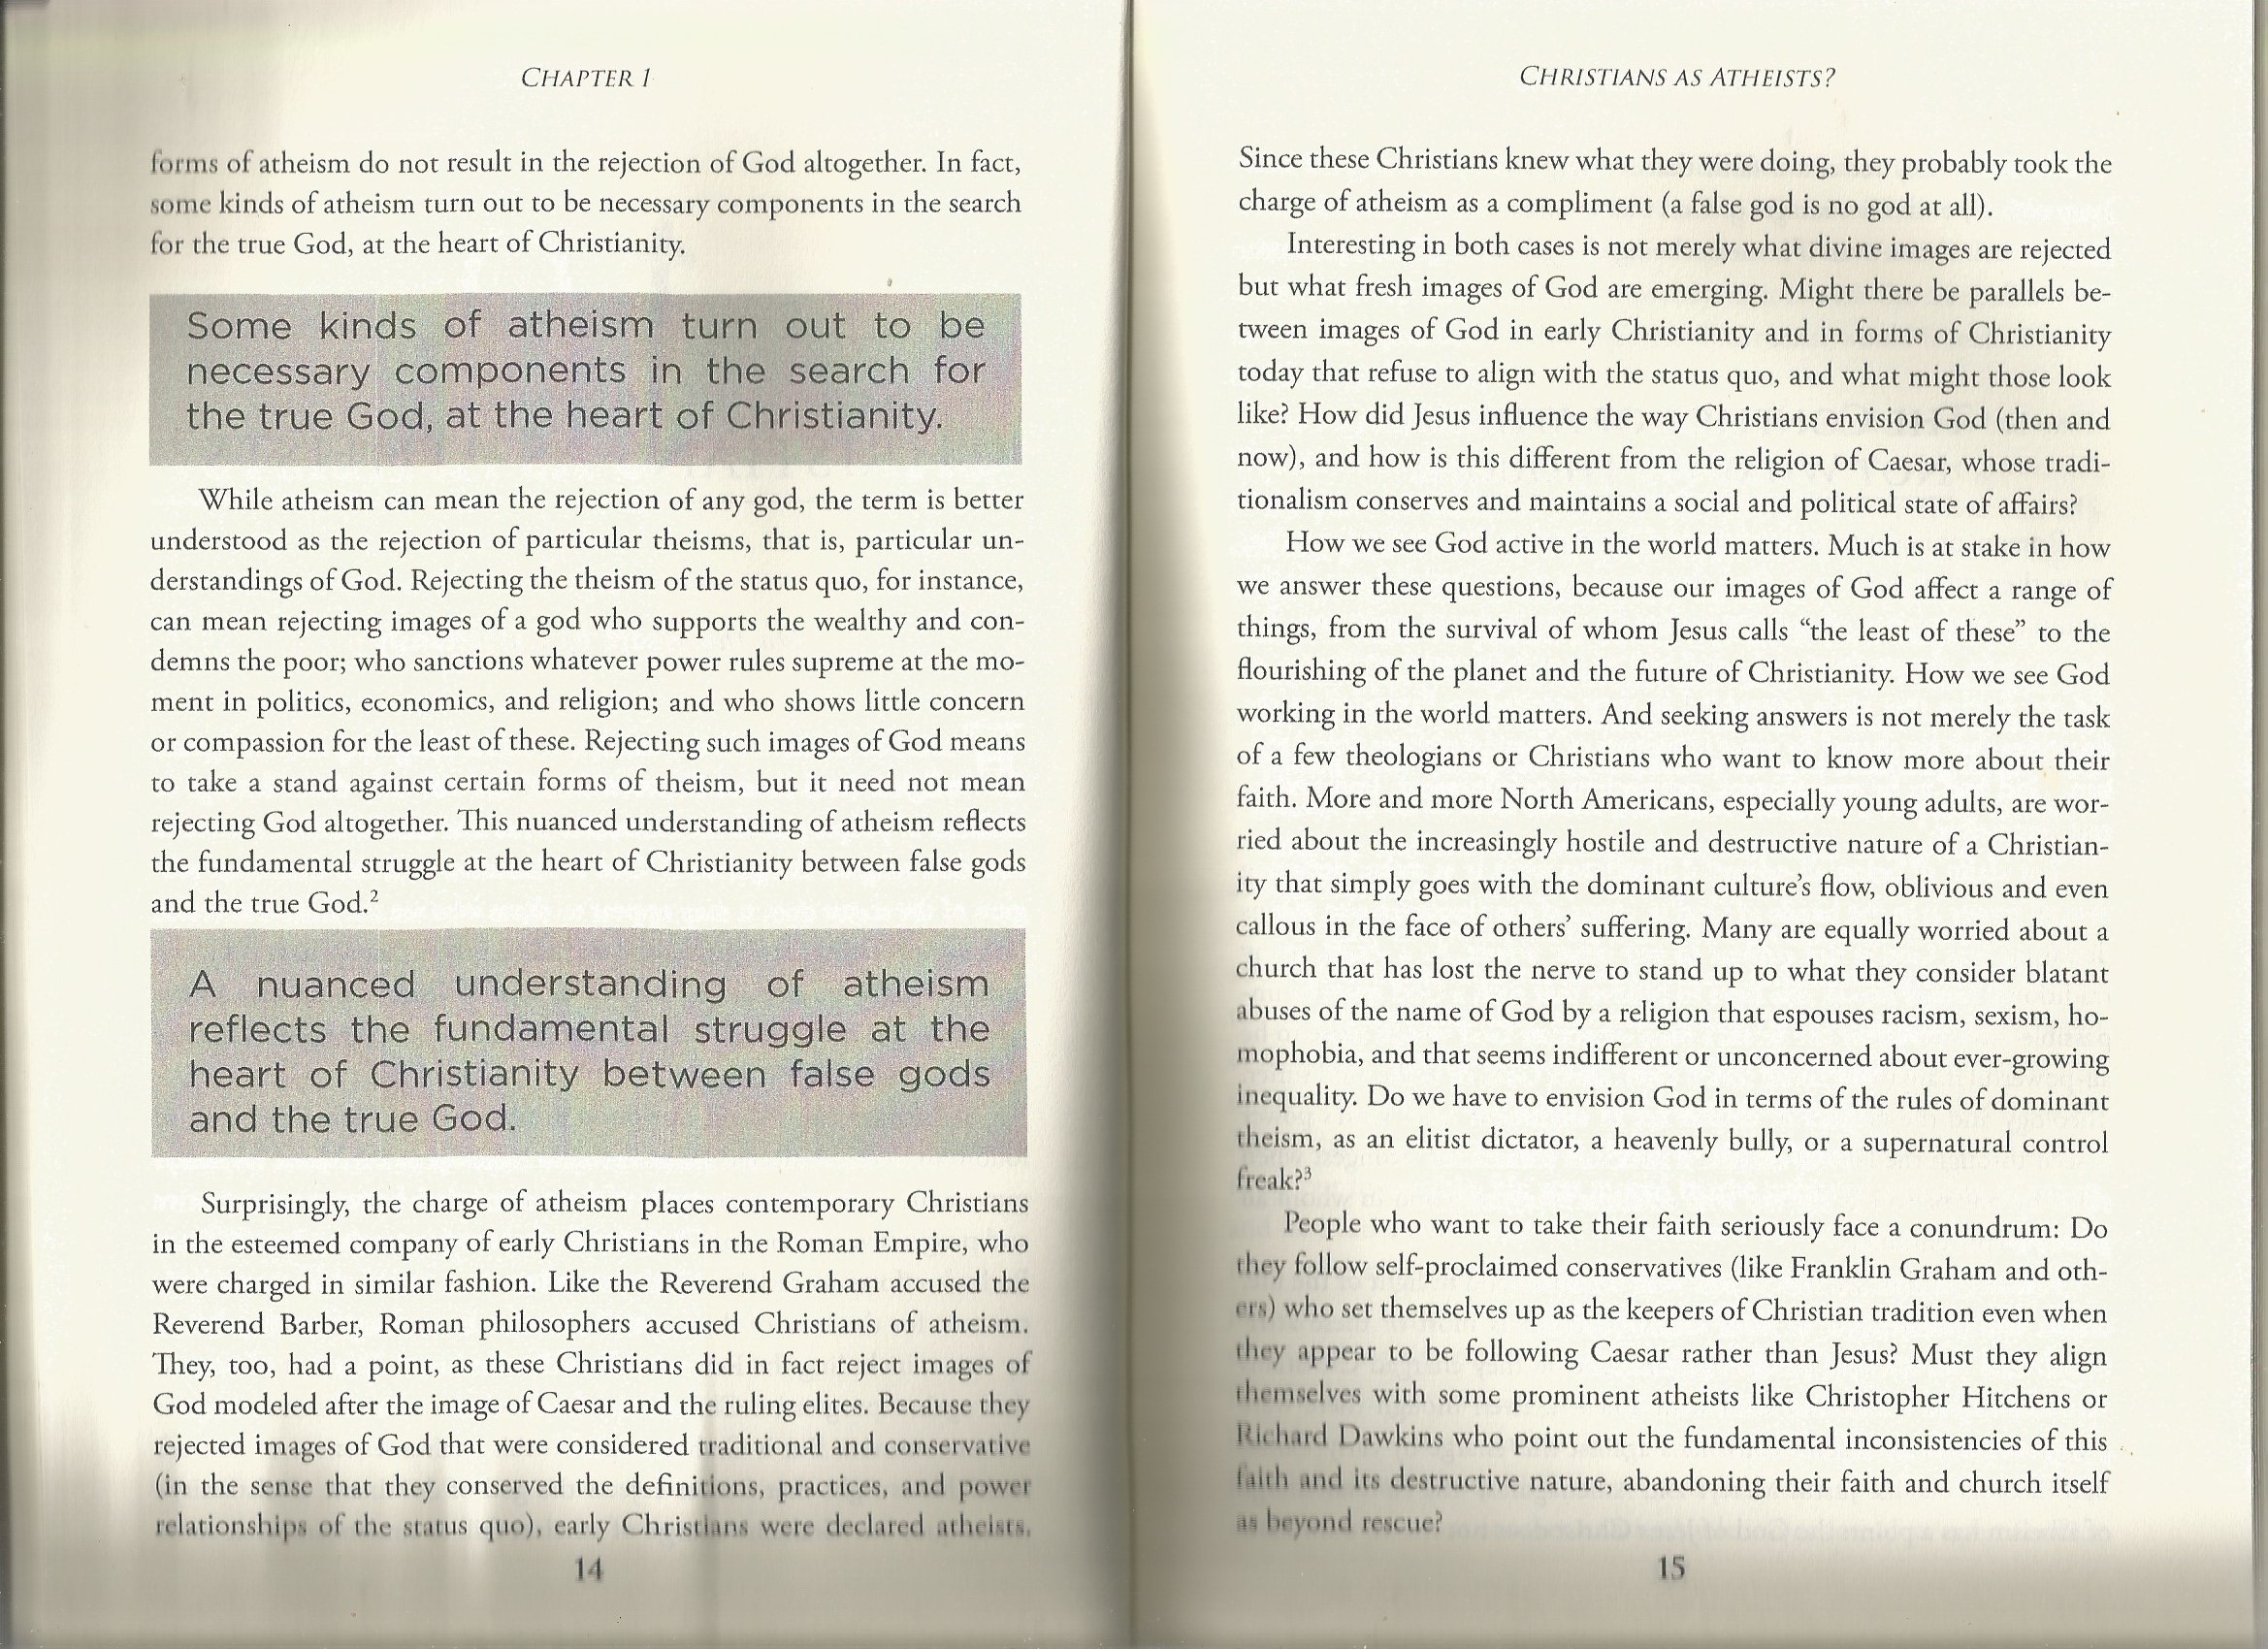 CHAPTER 1
forms of atheism do not result in the rejection of God altogether. In fact,
some kinds of atheism turn out to be necessary components in the search
for the true God, at the heart of Christianity.
Some kinds of atheism turn out to be
necessary components in the search for
the true God, at the heart of Christianity.
While atheism can mean the rejection of any god, the term is better
understood as the rejection of particular theisms, that is, particular un-
derstandings of God. Rejecting the theism of the status quo, for instance,
can mean rejecting images of a god who supports the wealthy and con-
demns the poor; who sanctions whatever power rules supreme at the mo-
ment in politics, economics, and religion; and who shows little concern
or compassion for the least of these. Rejecting such images of God means
to take a stand against certain forms of theism, but it need not mean
rejecting God altogether. This nuanced understanding of atheism reflects
the fundamental struggle at the heart of Christianity between false gods
and the true God.²
A nuanced understanding of atheism
reflects the fundamental struggle at the
heart of Christianity between false gods
and the true God.
Surprisingly, the charge of atheism places contemporary Christians
in the esteemed company of early Christians in the Roman Empire, who
were charged in similar fashion. Like the Reverend Graham accused the
Reverend Barber, Roman philosophers accused Christians of atheism.
They, too, had a point, as these Christians did in fact reject images of
God modeled after the image of Caesar and the ruling elites. Because they
rejected images of God that were considered traditional and conservative
(in the sense that they conserved the definitions, practices, and power
relationships of the status quo), early Christians were declared atheists.
14
CHRISTIANS AS ATHEISTS?
Since these Christians knew what they were doing, they probably took the
charge of atheism as a compliment (a false god is no god at all).
Interesting in both cases is not merely what divine images are rejected
but what fresh images of God are emerging. Might there be parallels be-
tween images of God in early Christianity and in forms of Christianity
today that refuse to align with the status quo, and what might those look
like? How did Jesus influence the way Christians envision God (then and
now), and how is this different from the religion of Caesar, whose tradi-
tionalism conserves and maintains a social and political state of affairs?
How we see God active in the world matters. Much is at stake in how
we answer these questions, because our images of God affect a range of
things, from the survival of whom Jesus calls “the least of these” to the
flourishing of the planet and the future of Christianity. How we see God
working in the world matters. And seeking answers is not merely the task
of a few theologians or Christians who want to know more about their
faith. More and more North Americans, especially young adults, are wor-
ried about the increasingly hostile and destructive nature of a Christian-
ity that simply goes with the dominant culture’s flow, oblivious and even
callous in the face of others’ suffering. Many are equally worried about a
church that has lost the nerve to stand up to what they consider blatant
abuses of the name of God by a religion that espouses racism, sexism, ho-
mophobia, and that seems indifferent or unconcerned about ever-growing
inequality. Do we have to envision God in terms of the rules of dominant
theism, as an elitist dictator, a heavenly bully, or a supernatural control
freak?³
People who want to take their faith seriously face a conundrum: Do
they follow self-proclaimed conservatives (like Franklin Graham and oth-
ers) who set themselves up as the keepers of Christian tradition even when
they appear to be following Caesar rather than Jesus? Must they align
themselves with some prominent atheists like Christopher Hitchens or
Richard Dawkins who point out the fundamental inconsistencies of this
faith and its destructive nature, abandoning their faith and church itself
as beyond rescue?
15